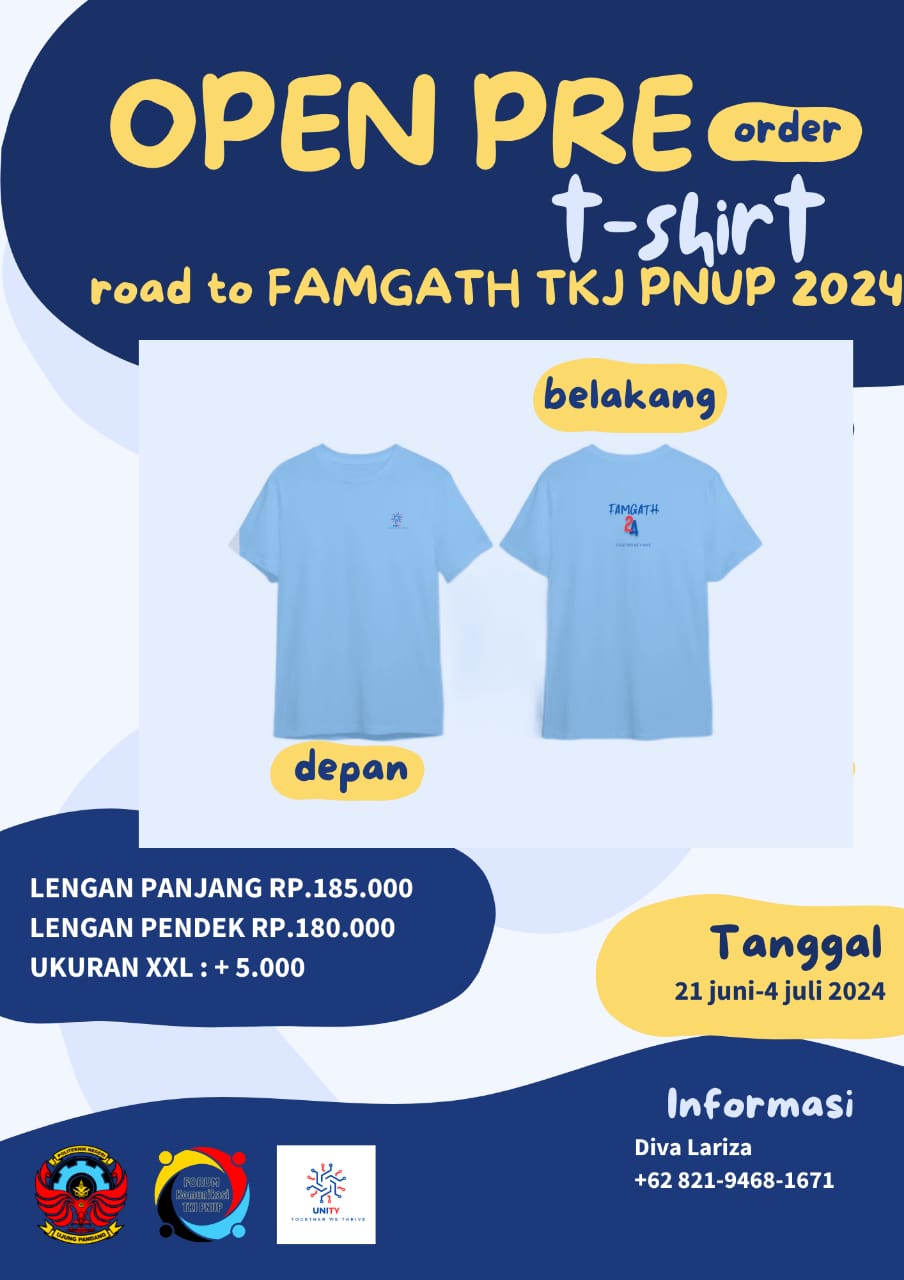 OPEN PRE order
t-shirt
road to FAMGATH TKJ PNUP 2024
belakang
FAMGATH
24
depan
LENGAN PANJANG RP.185.000
LENGAN PENDEK RP.180.000
UKURAN XXL : + 5.000
Tanggal
21 juni-4 juli 2024
Informasi
Diva Lariza
+62 821-9468-1671
POLITEKNIK NEGERI
UJUNG PANDANG
FORUM
Komunikasi
TKJ PNUP
UNITY
TOGETHER WE THRIVE